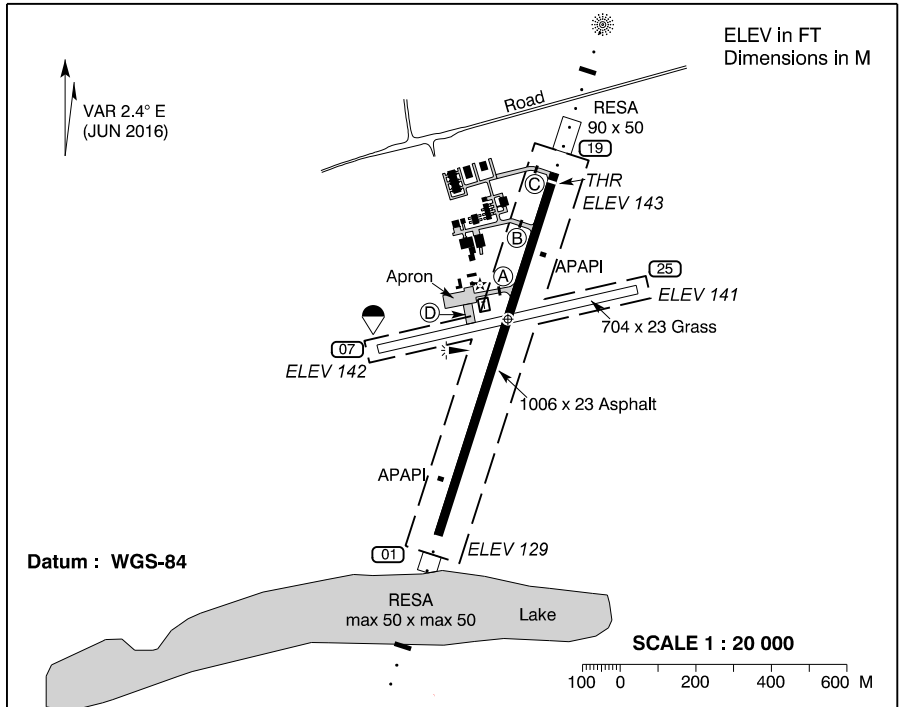 ELEV in FT
Dimensions in M
VAR 2.4° E
(JUN 2016)
Road
RESA
90 x 50
19
THR
C
ELEV 143
B
APAPI
25
Apron
A
ELEV 141
D
704 x 23 Grass
07
ELEV 142
1006 x 23 Asphalt
APAPI
01
ELEV 129
Datum : WGS-84
RESA
max 50 x max 50
Lake
SCALE 1 : 20 000
100 0 200 400 600 M